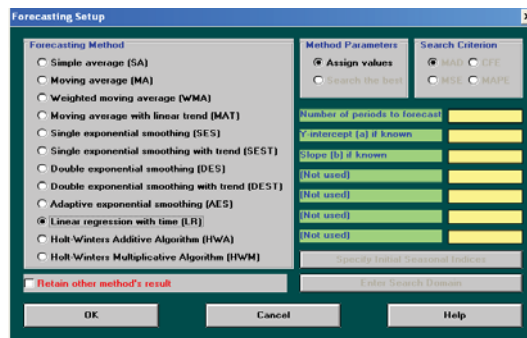 Forecasting Setup
Forecasting Method
Simple average (SA)
Moving average (MA)
Weighted moving average (WMA)
Moving average with linear trend (MAT)
Single exponential smoothing (SES)
Single exponential smoothing with trend (SEST)
Double exponential smoothing (DES)
Double exponential smoothing with trend (DEST)
Adaptive exponential smoothing (AES)
Linear regression with time (LR)
Holt-Winters Additive Algorithm (HWA)
Holt-Winters Multiplicative Algorithm (HWM)
Retain other method's result
Method Parameters
Assign values
Search the best
Search Criterion
MAD CFE
MSE MAPE
Number of periods to forecast
Y-intercept (a) if known
Slope (b) if known
(Not used)
(Not used)
(Not used)
(Not used)
Specify Initial Seasonal Indices
Enter Search Domain
OK Cancel Help